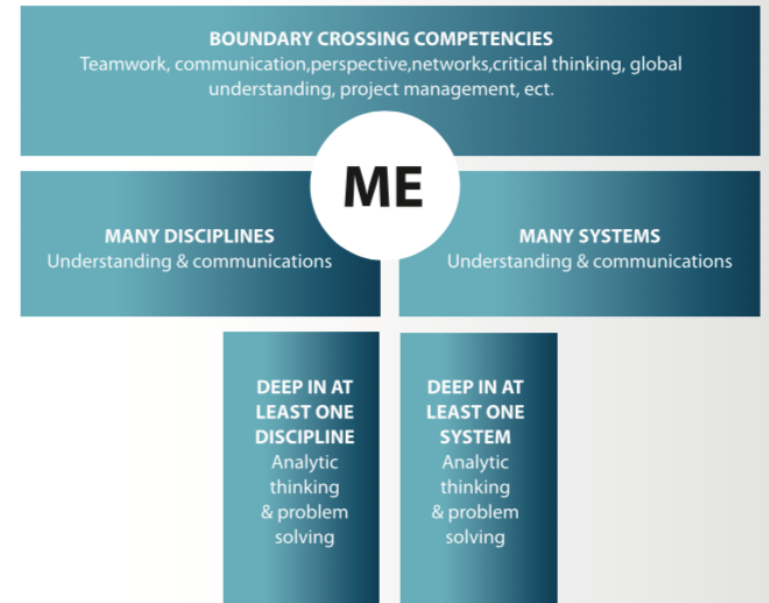 BOUNDARY CROSSING COMPETENCIES
Teamwork, communication,perspective,networks,critical thinking, global
understanding, project management, ect.
ME
MANY DISCIPLINES
Understanding & communications
MANY SYSTEMS
Understanding & communications
DEEP IN AT
LEAST ONE
DISCIPLINE
Analytic
thinking
& problem
solving
DEEP IN AT
LEAST ONE
SYSTEM
Analytic
thinking
& problem
solving